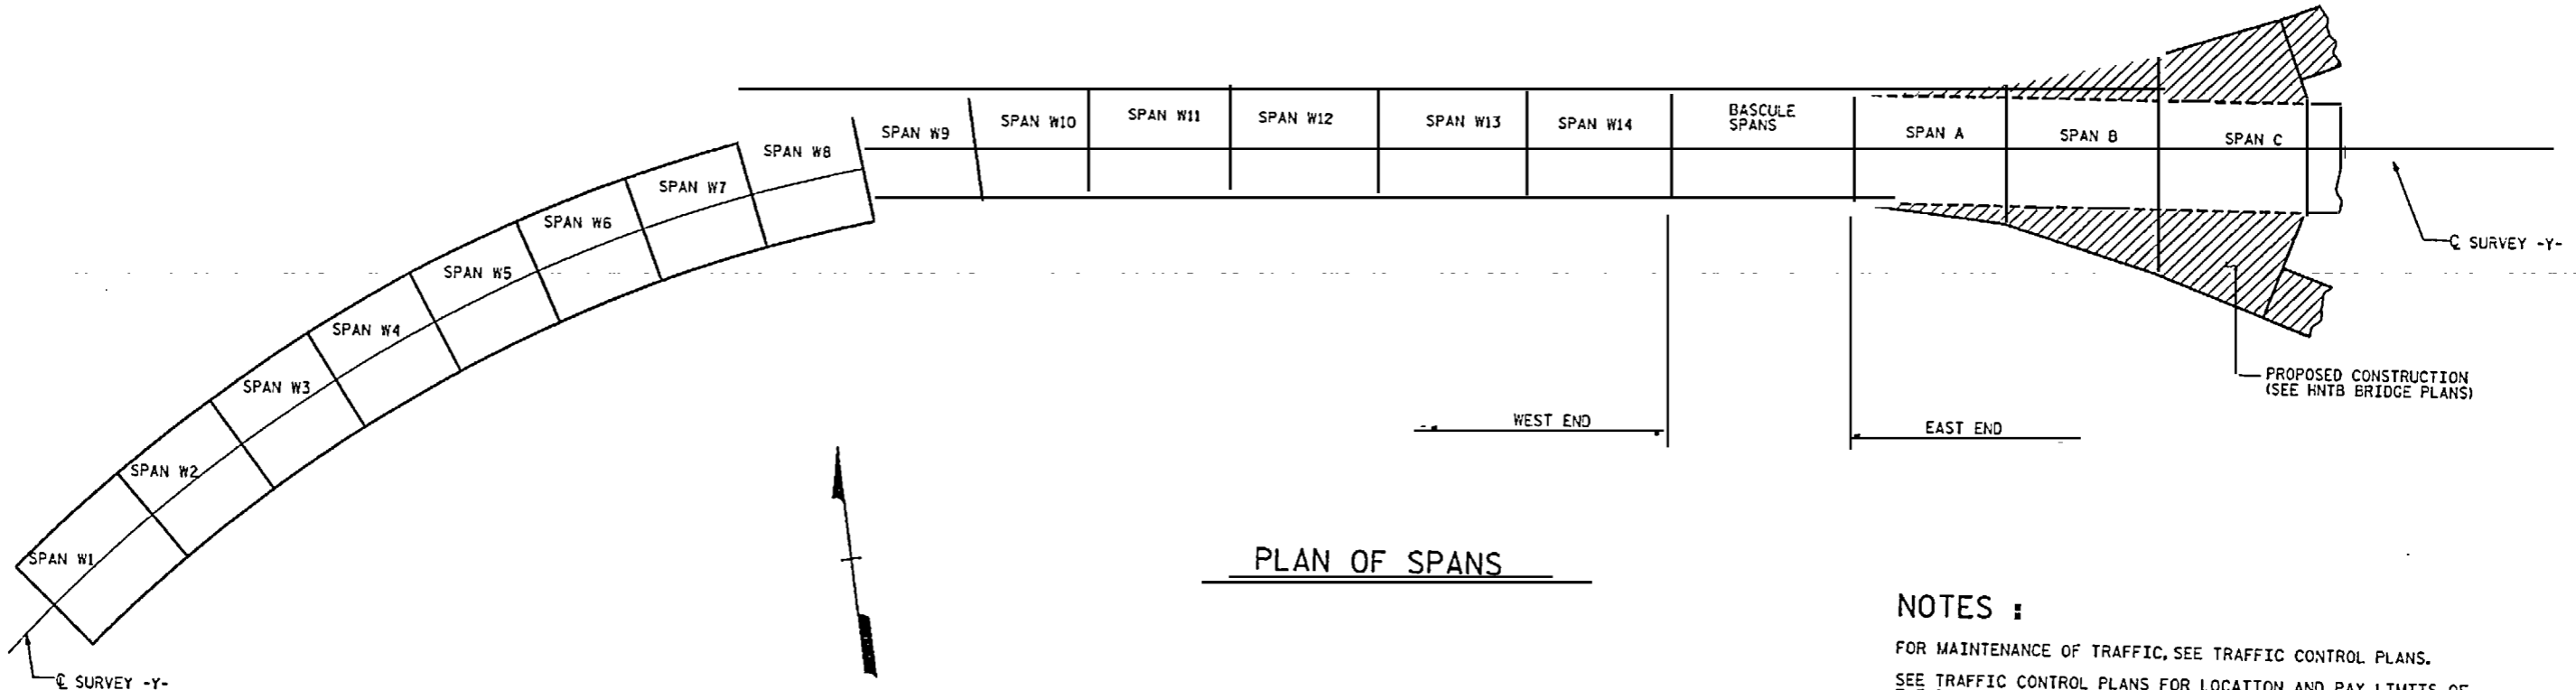 SPAN W1
SPAN W2
SPAN W3
SPAN W4
SPAN W5
SPAN W6
SPAN W7
SPAN W8
SPAN W9
SPAN W10
SPAN W11
SPAN W12
SPAN W13
SPAN W14
BASCULE
SPANS
SPAN A
SPAN B
SPAN C
℄ SURVEY -Y-
PROPOSED CONSTRUCTION
(SEE HNTB BRIDGE PLANS)
WEST END
EAST END
℄ SURVEY -Y-
PLAN OF SPANS
NOTES :
FOR MAINTENANCE OF TRAFFIC, SEE TRAFFIC CONTROL PLANS.
SEE TRAFFIC CONTROL PLANS FOR LOCATION AND PAY LIMITS OF